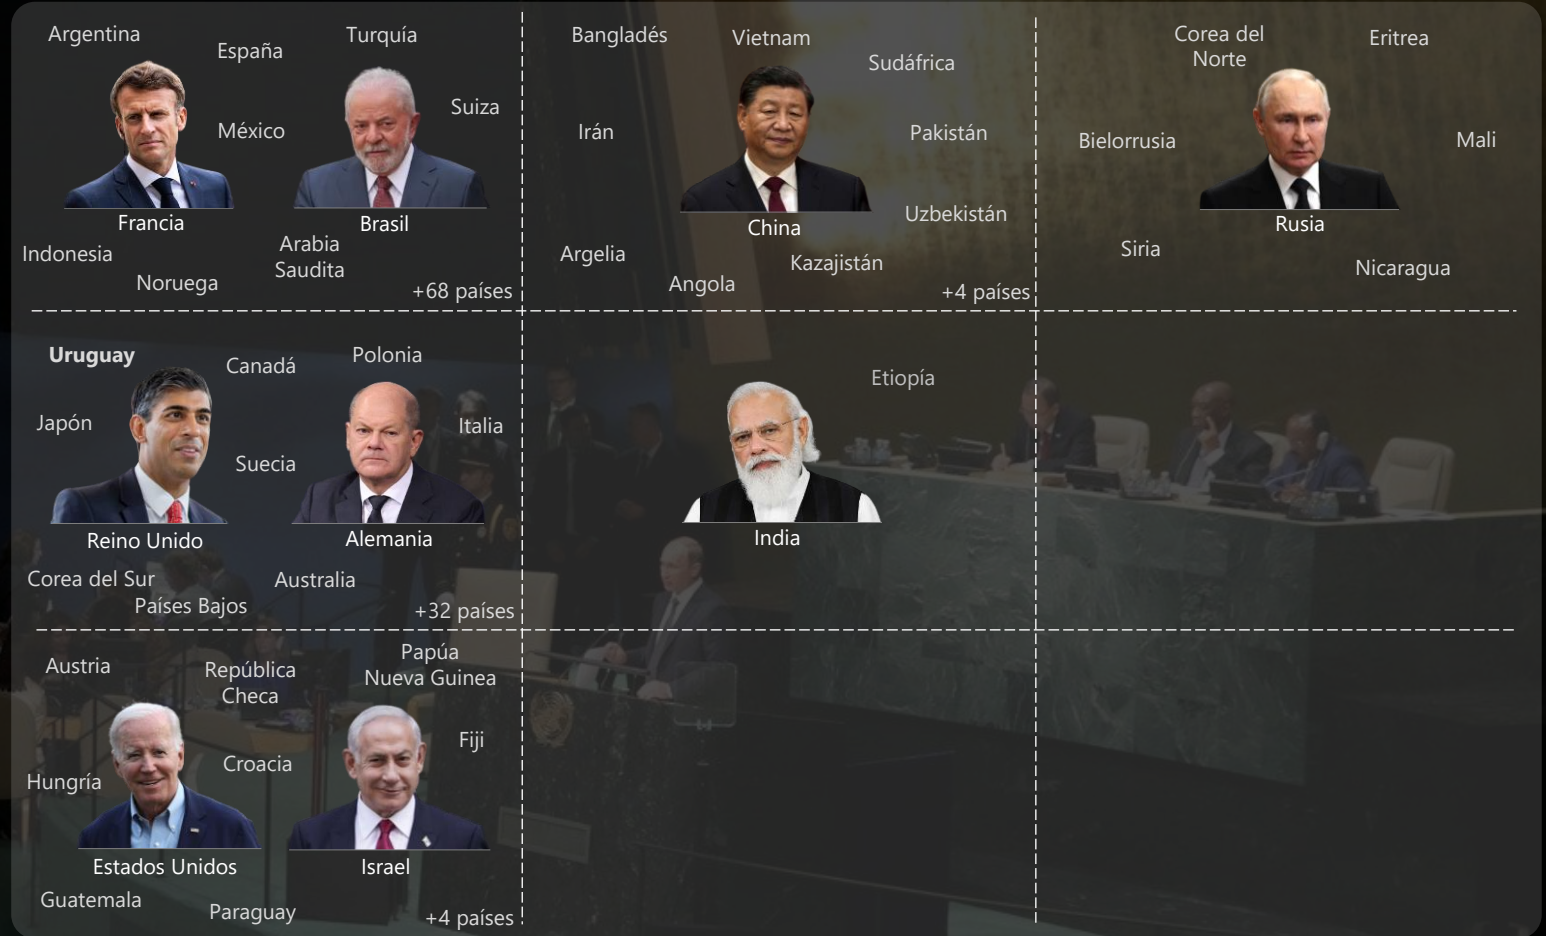 Argentina
España
Turquía
México
Suiza
Francia
Brasil
Indonesia
Noruega
Arabia
Saudita
+68 países
Bangladés
Vietnam
Sudáfrica
Irán
Pakistán
China
Uzbekistán
Argelia
Angola
Kazajistán
+4 países
Corea del
Norte
Eritrea
Bielorrusia
Mali
Rusia
Siria
Nicaragua
Uruguay
Canadá
Polonia
Japón
Suecia
Italia
Reino Unido
Alemania
Corea del Sur
Países Bajos
Australia
+32 países
Etiopía
India
Austria
República
Checa
Papúa
Nueva Guinea
Hungría
Croacia
Fiji
Estados Unidos
Israel
Guatemala
Paraguay
+4 países